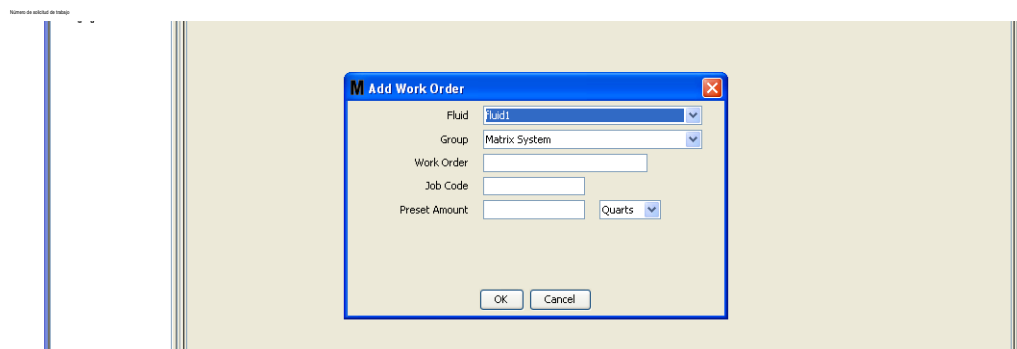 Número de solicitud de trabajo
M Add Work Order
Fluid fluid1
Group Matrix System
Work Order
Job Code
Preset Amount Quarts
OK Cancel